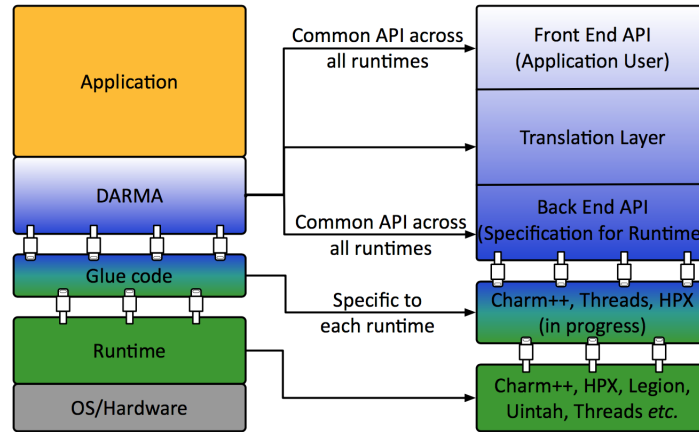 Application
DARMA
Glue code
Runtime
OS/Hardware
Common API across
all runtimes
Common API across
all runtimes
Specific to
each runtime
Front End API
(Application User)
Translation Layer
Back End API
(Specification for Runtime
Charm++, Threads, HPX
(in progress)
Charm++, HPX, Legion,
Uintah, Threads etc.